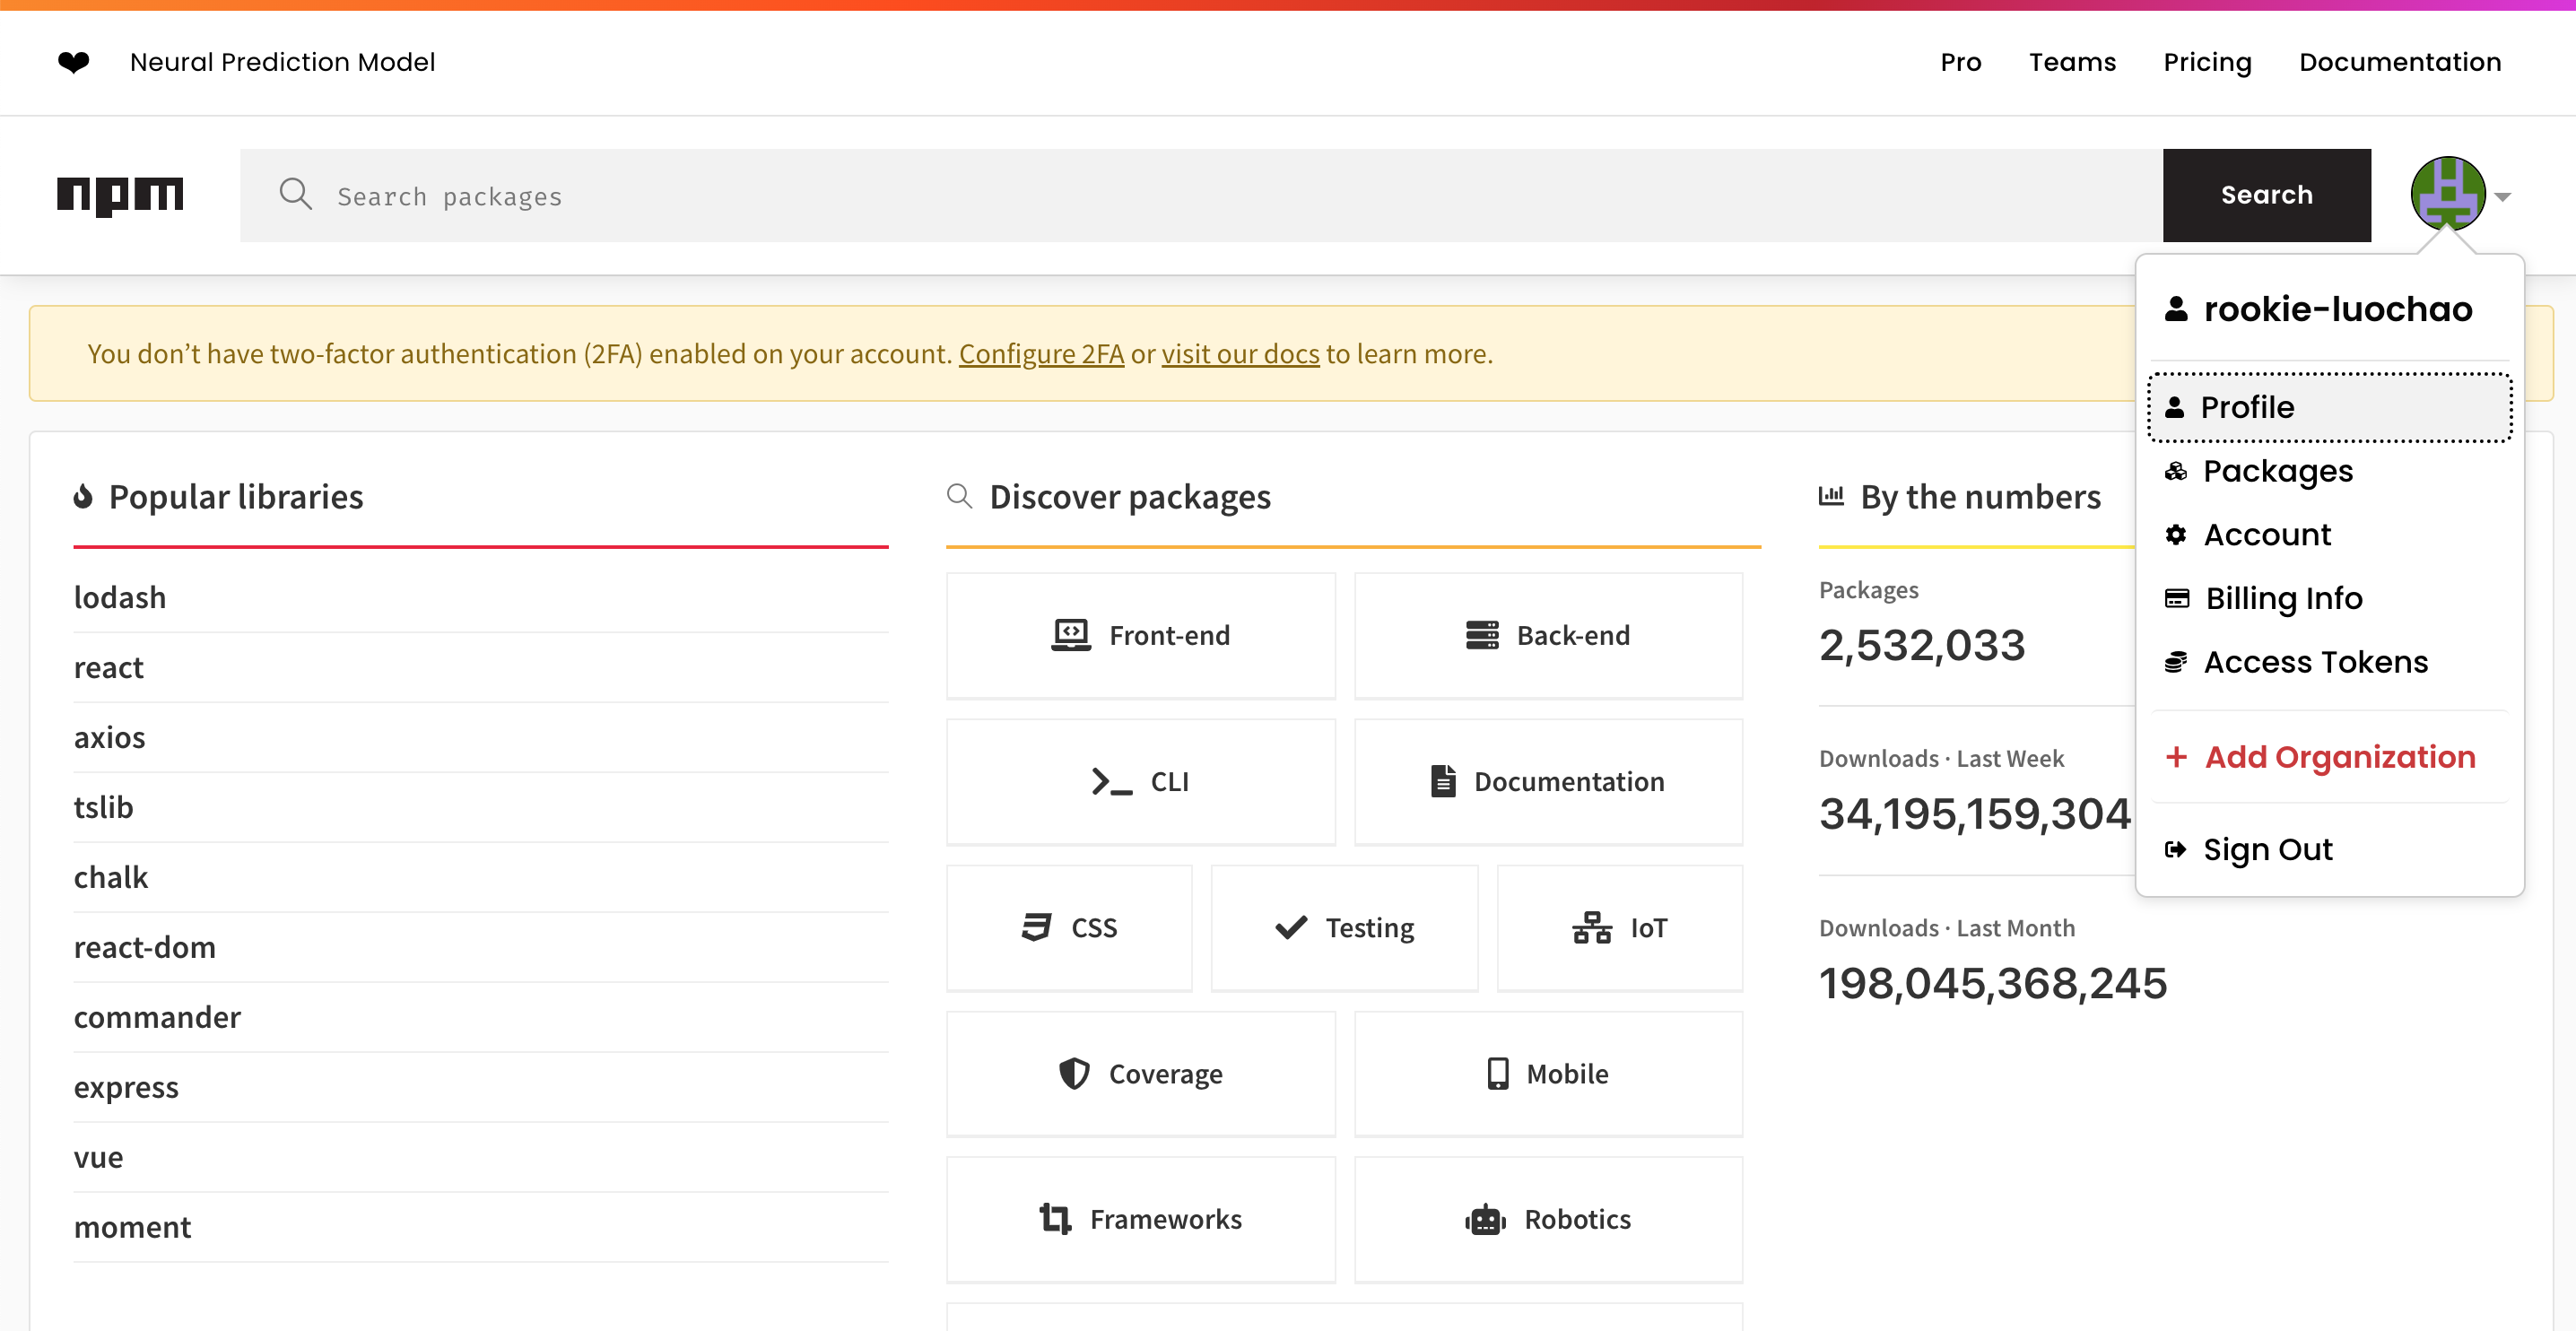 Neural Prediction Model
Pro Teams Pricing Documentation
npm
Search packages
Search
You don’t have two-factor authentication (2FA) enabled on your account. Configure 2FA or visit our docs to learn more.
rookie-luochao
Profile
Packages
Account
Billing Info
Access Tokens
+ Add Organization
Sign Out
Popular libraries
lodash
react
axios
tslib
chalk
react-dom
commander
express
vue
moment
Discover packages
Front-end
Back-end
CLI
Documentation
CSS
Testing
IoT
Coverage
Mobile
Frameworks
Robotics
By the numbers
Packages
2,532,033
Downloads · Last Week
34,195,159,304
Downloads · Last Month
198,045,368,245